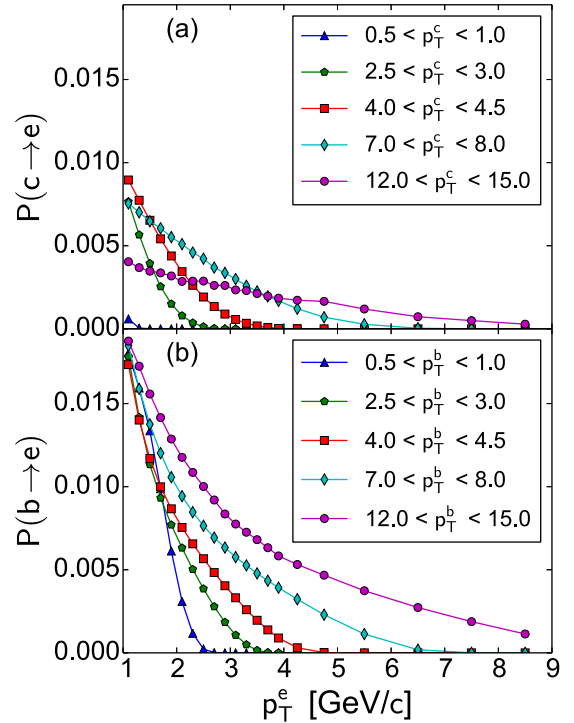 (a)
0.5 < p_T^c < 1.0
2.5 < p_T^c < 3.0
4.0 < p_T^c < 4.5
7.0 < p_T^c < 8.0
12.0 < p_T^c < 15.0
0.015
0.010
0.005
0.000
P(c→e)
(b)
0.5 < p_T^b < 1.0
2.5 < p_T^b < 3.0
4.0 < p_T^b < 4.5
7.0 < p_T^b < 8.0
12.0 < p_T^b < 15.0
0.015
0.010
0.005
0.000
P(b→e)
1 2 3 4 5 6 7 8 9
p_T^e [GeV/c]